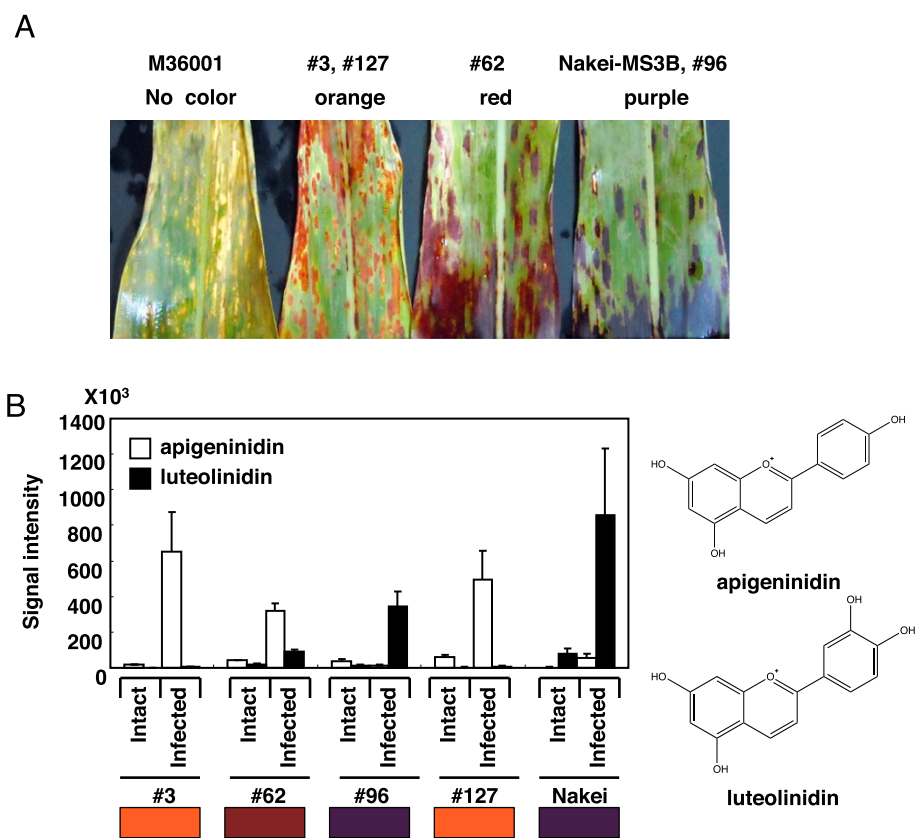 A
M36001 #3, #127 #62 Nakei-MS3B, #96
No color orange red purple
B
X10³
1400
1200
1000
800
600
400
200
0
Signal intensity
apigeninidin
luteolinidin
Intact Infected Intact Infected Intact Infected Intact Infected Intact Infected
#3 #62 #96 #127 Nakei
OH
HO
O+
OH
apigeninidin
OH
OH
HO
O+
OH
luteolinidin